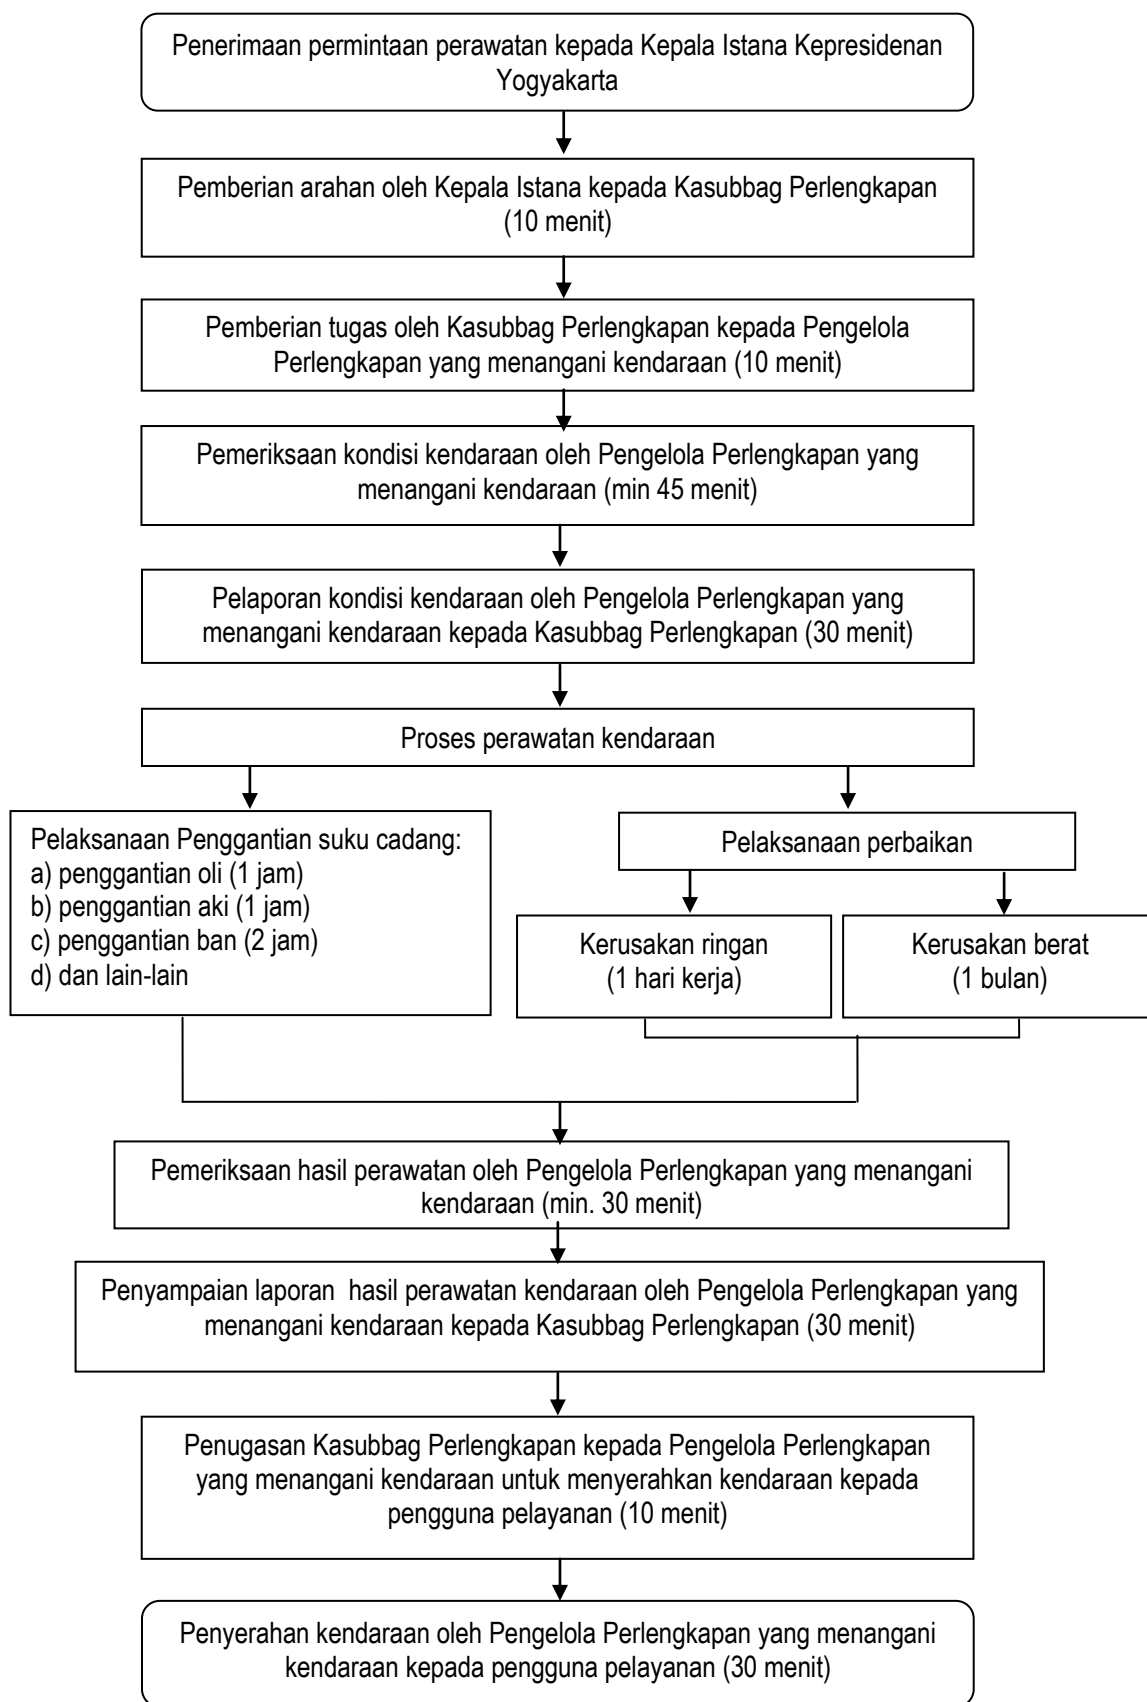 Penerimaan permintaan perawatan kepada Kepala Istana Kepresidenan
Yogyakarta
Pemberian arahan oleh Kepala Istana kepada Kasubbag Perlengkapan
(10 menit)
Pemberian tugas oleh Kasubbag Perlengkapan kepada Pengelola
Perlengkapan yang menangani kendaraan (10 menit)
Pemeriksaan kondisi kendaraan oleh Pengelola Perlengkapan yang
menangani kendaraan (min 45 menit)
Pelaporan kondisi kendaraan oleh Pengelola Perlengkapan yang
menangani kendaraan kepada Kasubbag Perlengkapan (30 menit)
Proses perawatan kendaraan
Pelaksanaan Penggantian suku cadang:
a) penggantian oli (1 jam)
b) penggantian aki (1 jam)
c) penggantian ban (2 jam)
d) dan lain-lain
Pelaksanaan perbaikan
Kerusakan ringan
(1 hari kerja)
Kerusakan berat
(1 bulan)
Pemeriksaan hasil perawatan oleh Pengelola Perlengkapan yang menangani
kendaraan (min. 30 menit)
Penyampaian laporan  hasil perawatan kendaraan oleh Pengelola Perlengkapan yang
menangani kendaraan kepada Kasubbag Perlengkapan (30 menit)
Penugasan Kasubbag Perlengkapan kepada Pengelola Perlengkapan
yang menangani kendaraan untuk menyerahkan kendaraan kepada
pengguna pelayanan (10 menit)
Penyerahan kendaraan oleh Pengelola Perlengkapan yang menangani
kendaraan kepada pengguna pelayanan (30 menit)